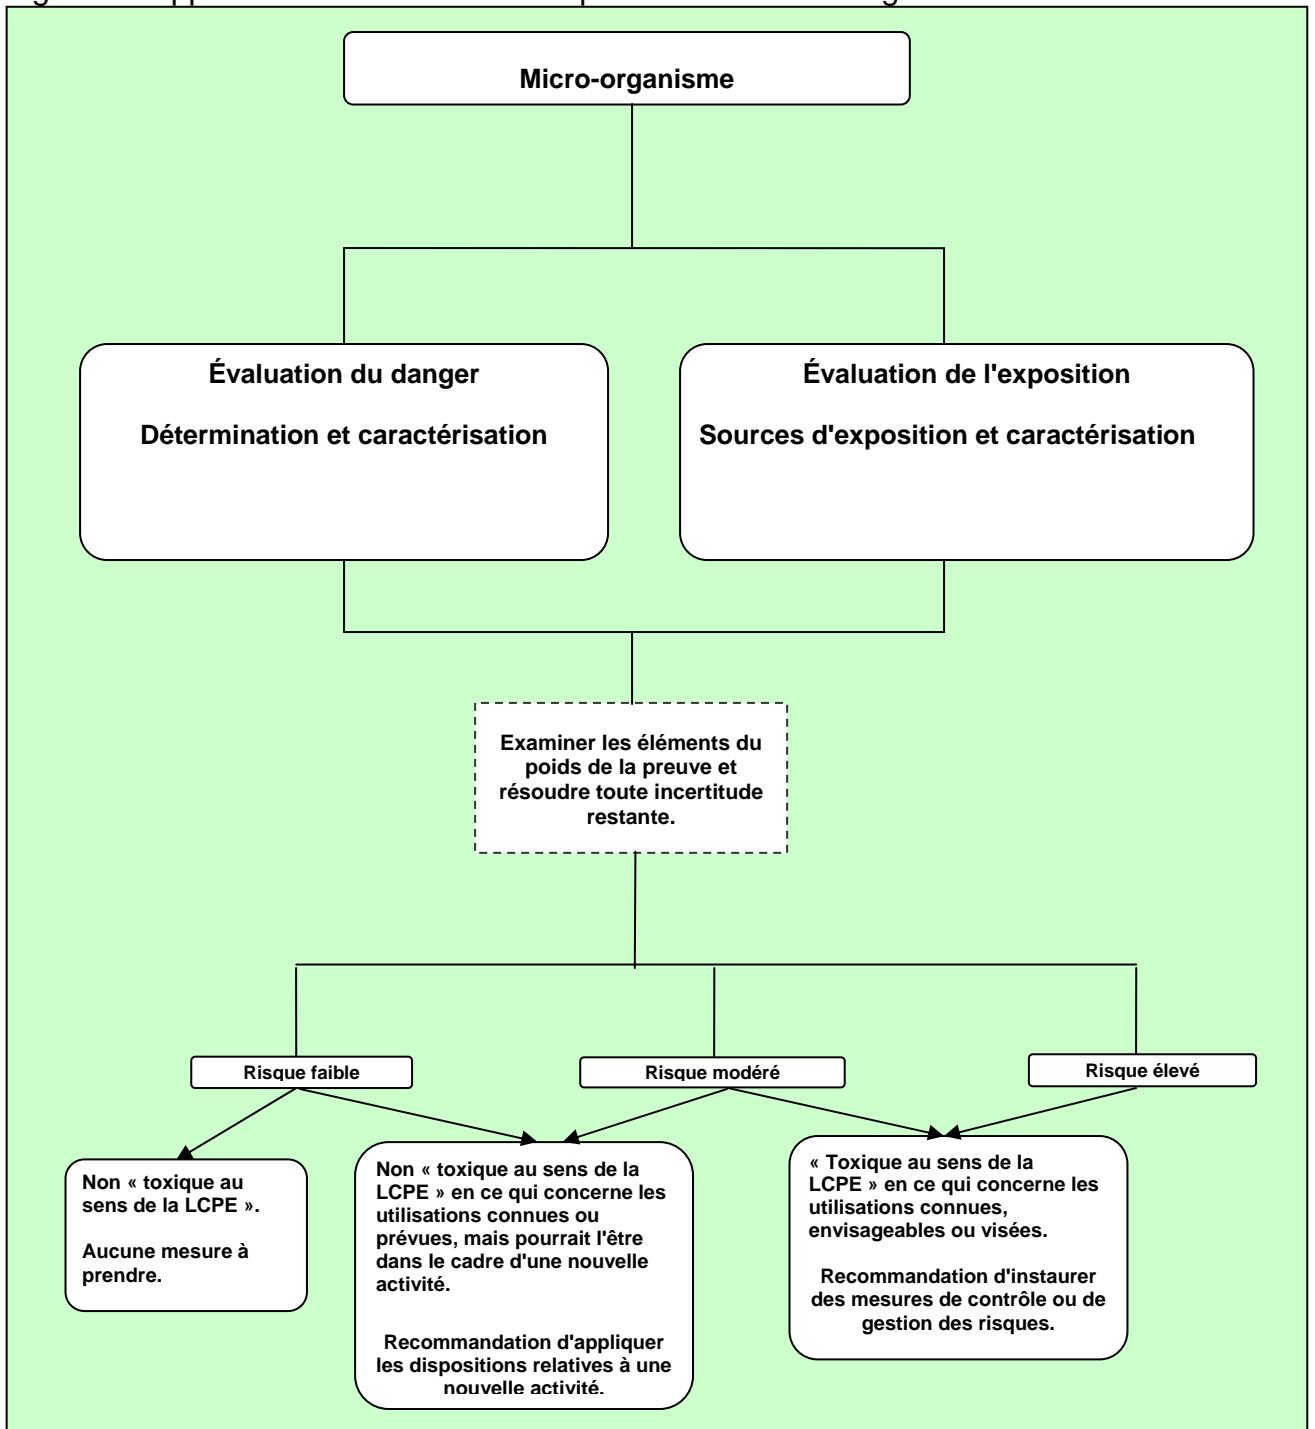 Micro-organisme
Évaluation du danger
Détermination et caractérisation
Évaluation de l'exposition
Sources d'exposition et caractérisation
Examiner les éléments du
poids de la preuve et
résoudre toute incertitude
restante.
Risque faible
Risque modéré
Risque élevé
Non « toxique au
sens de la LCPE ».
Aucune mesure à
prendre.
Non « toxique au sens de la
LCPE » en ce qui concerne les
utilisations connues ou
prévues, mais pourrait l'être
dans le cadre d'une nouvelle
activité.
Recommandation d'appliquer
les dispositions relatives à une
nouvelle activité.
« Toxique au sens de la
LCPE » en ce qui concerne les
utilisations connues,
envisageables ou visées.
Recommandation d'instaurer
des mesures de contrôle ou de
gestion des risques.